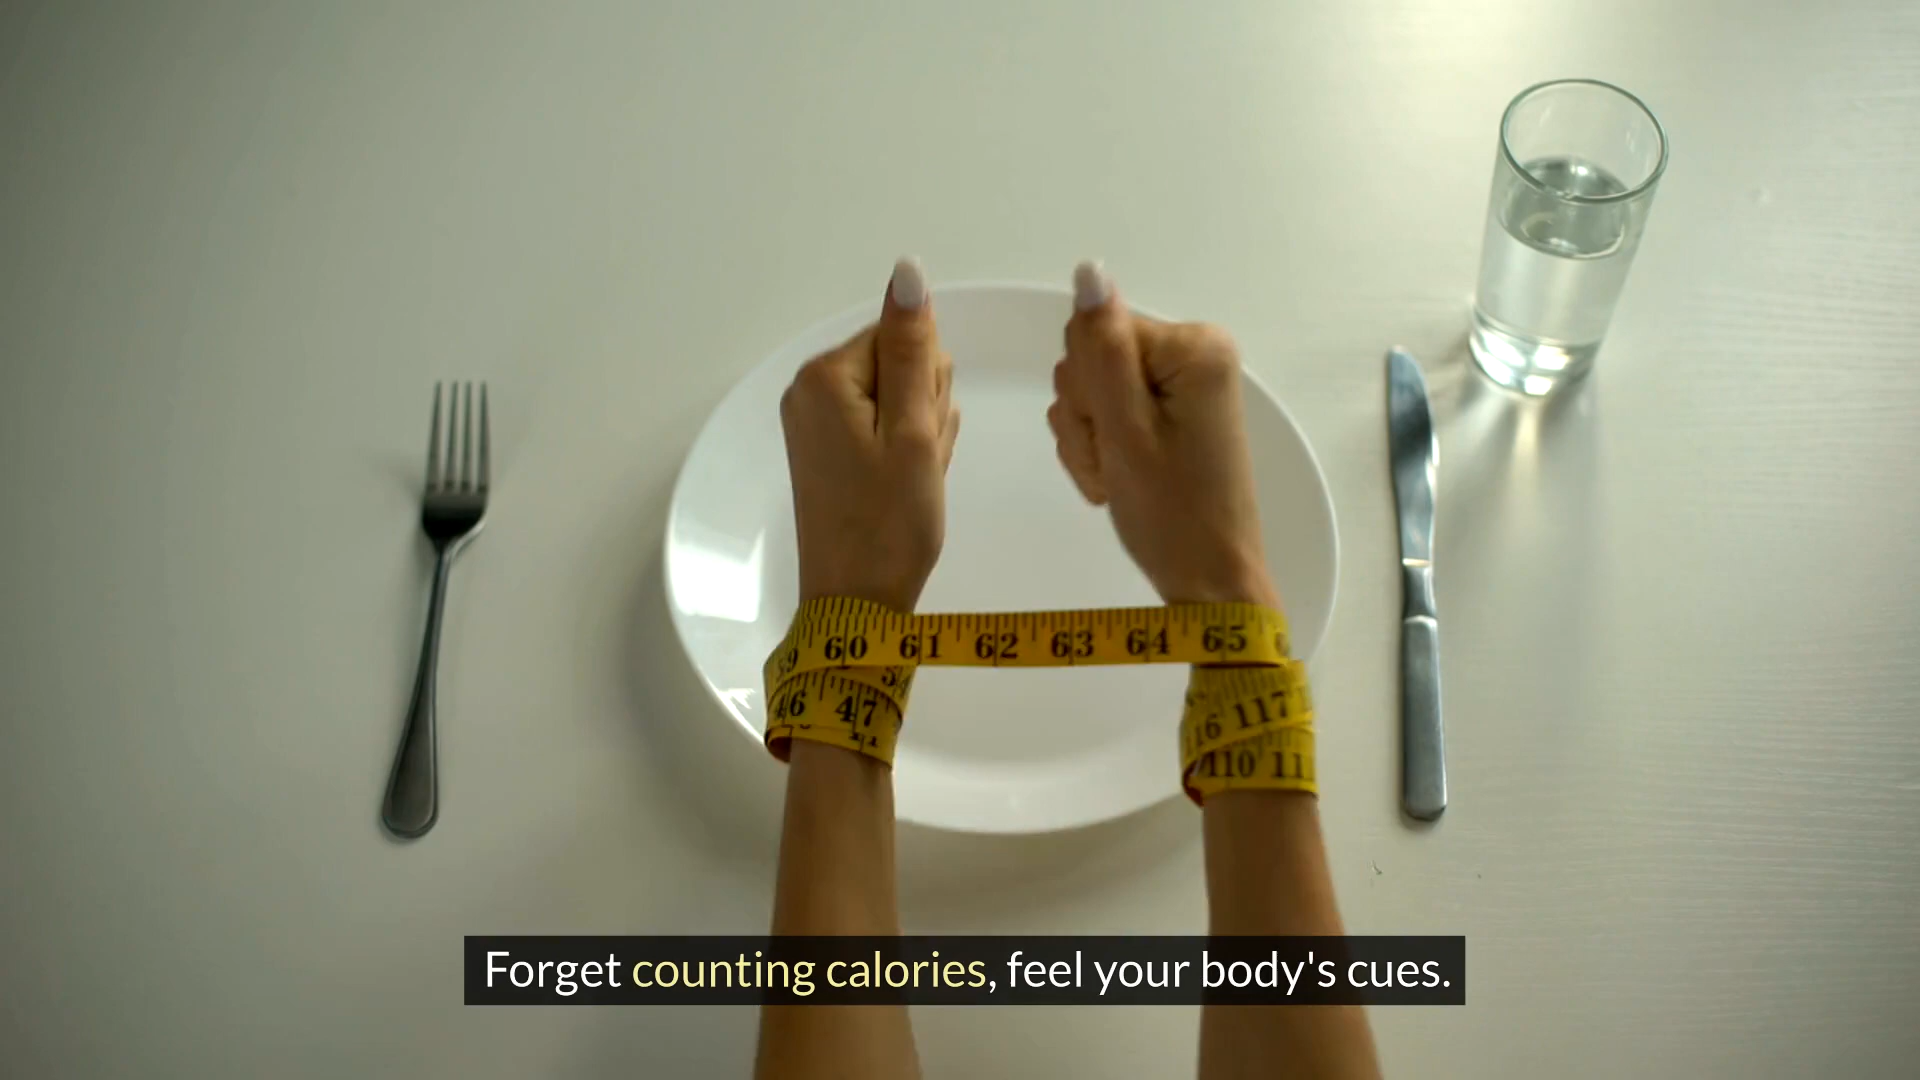 60 61 62 63 64 65
46 47
116 117
110 11
Forget counting calories, feel your body's cues.